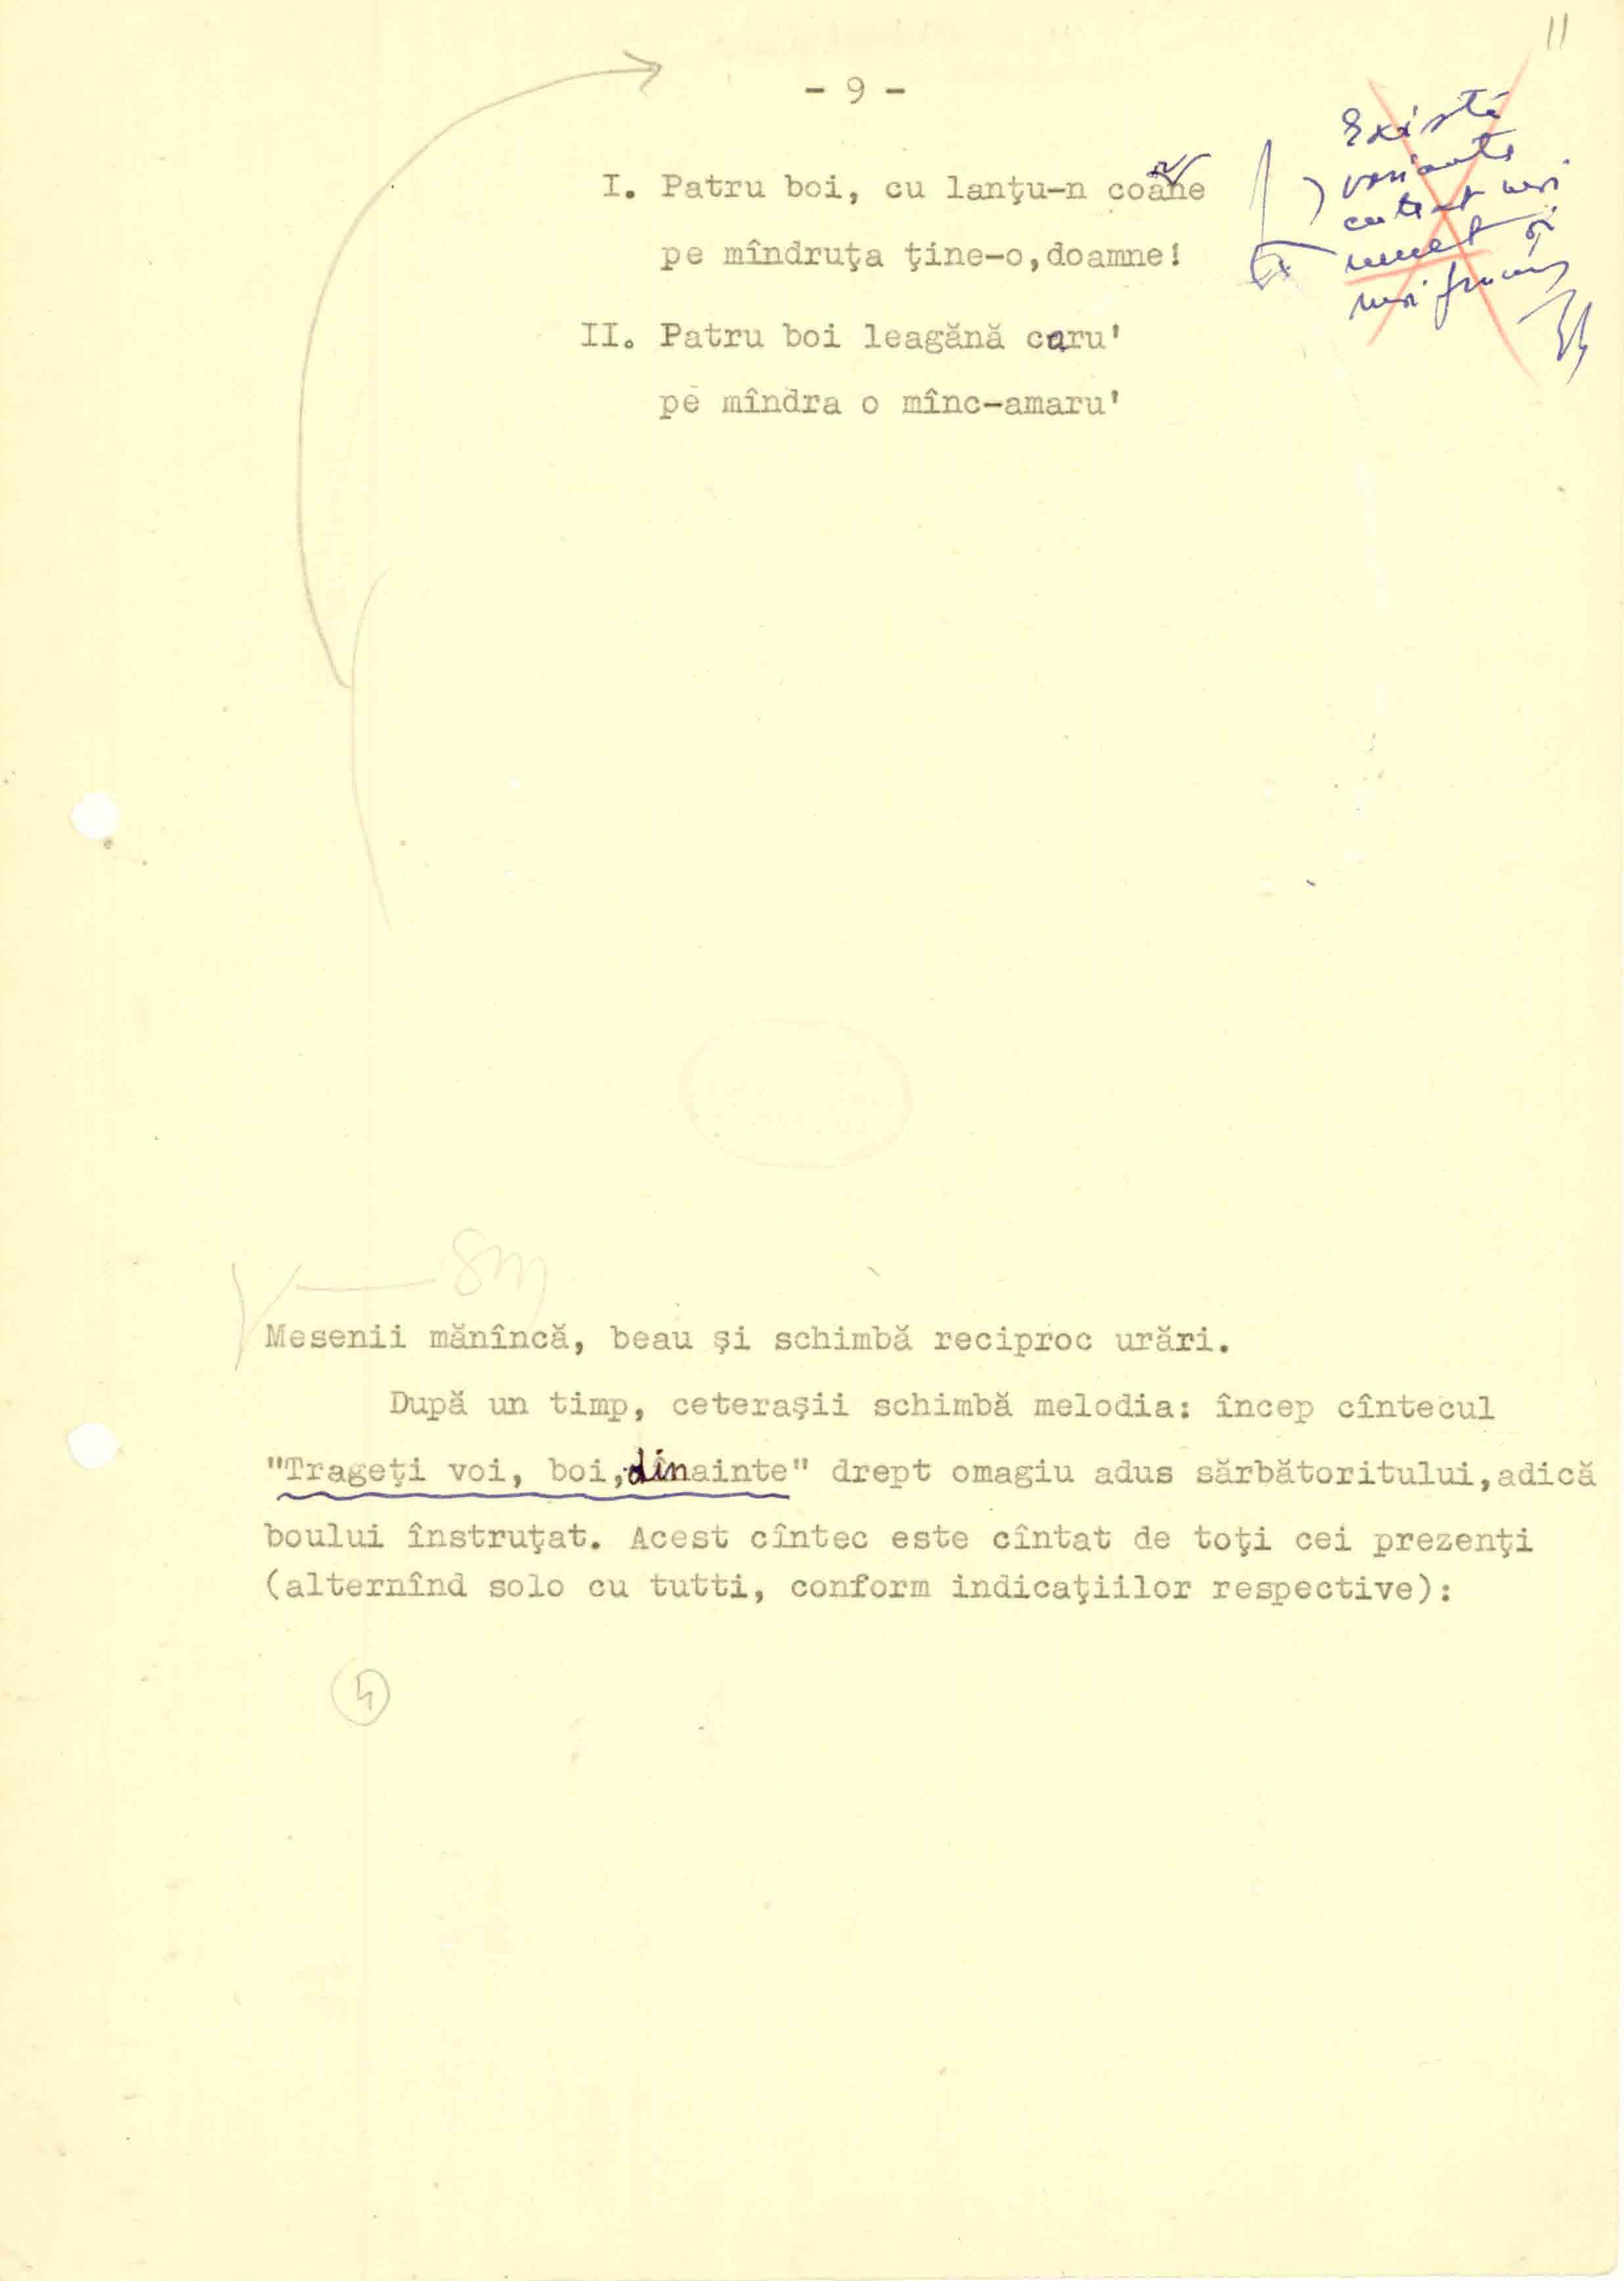 11
- 9 -
I. Patru boi, cu lanţu-n coarne
pe mîndruţa ţine-o,doamne!
Există
variante
cu text mai
mult și
mai frumos
II. Patru boi leagănă caru'
pe mîndra o mînc-amaru'
8m
Mesenii mănîncă, beau şi schimbă reciproc urări.
După un timp, ceteraşii schimbă melodia: încep cîntecul
"Trageţi voi, boi,dinainte" drept omagiu adus sărbătoritului,adică
boului înstruţat. Acest cîntec este cîntat de toţi cei prezenţi
(alternînd solo cu tutti, conform indicaţiilor respective):
4